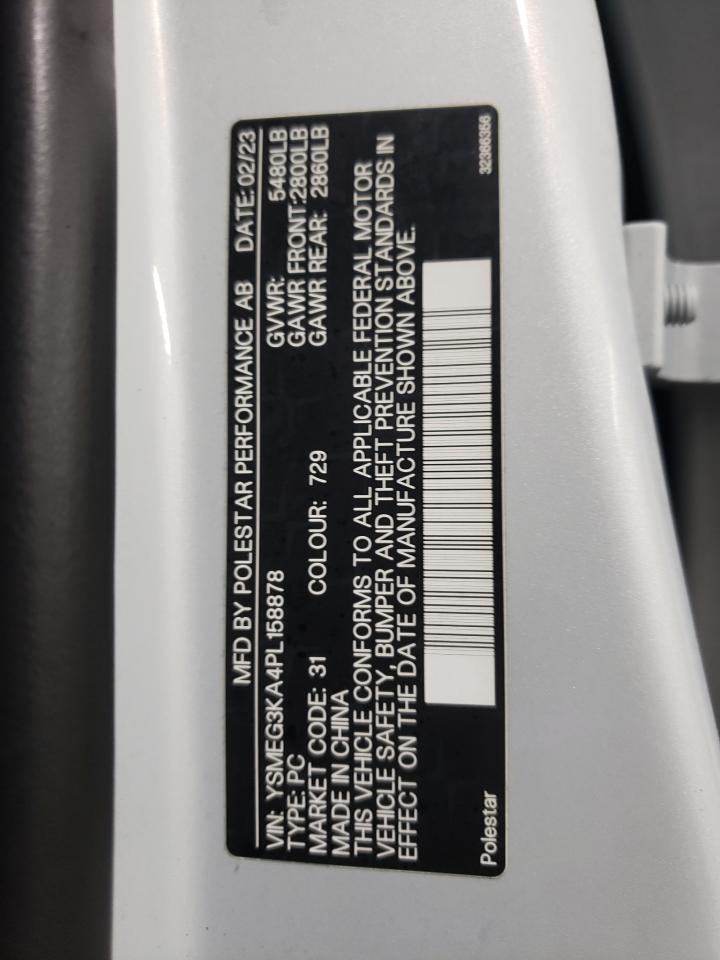 MFD BY POLESTAR PERFORMANCE AB DATE: 02/23
VIN: YSMEG3KA4PL158878 GVWR: 5480LB
TYPE: PC GAWR FRONT:2800LB
MARKET CODE: 31 COLOUR: 729 GAWR REAR: 2860LB
MADE IN CHINA
THIS VEHICLE CONFORMS TO ALL APPLICABLE FEDERAL MOTOR
VEHICLE SAFETY, BUMPER AND THEFT PREVENTION STANDARDS IN
EFFECT ON THE DATE OF MANUFACTURE SHOWN ABOVE.
Polestar 32366356